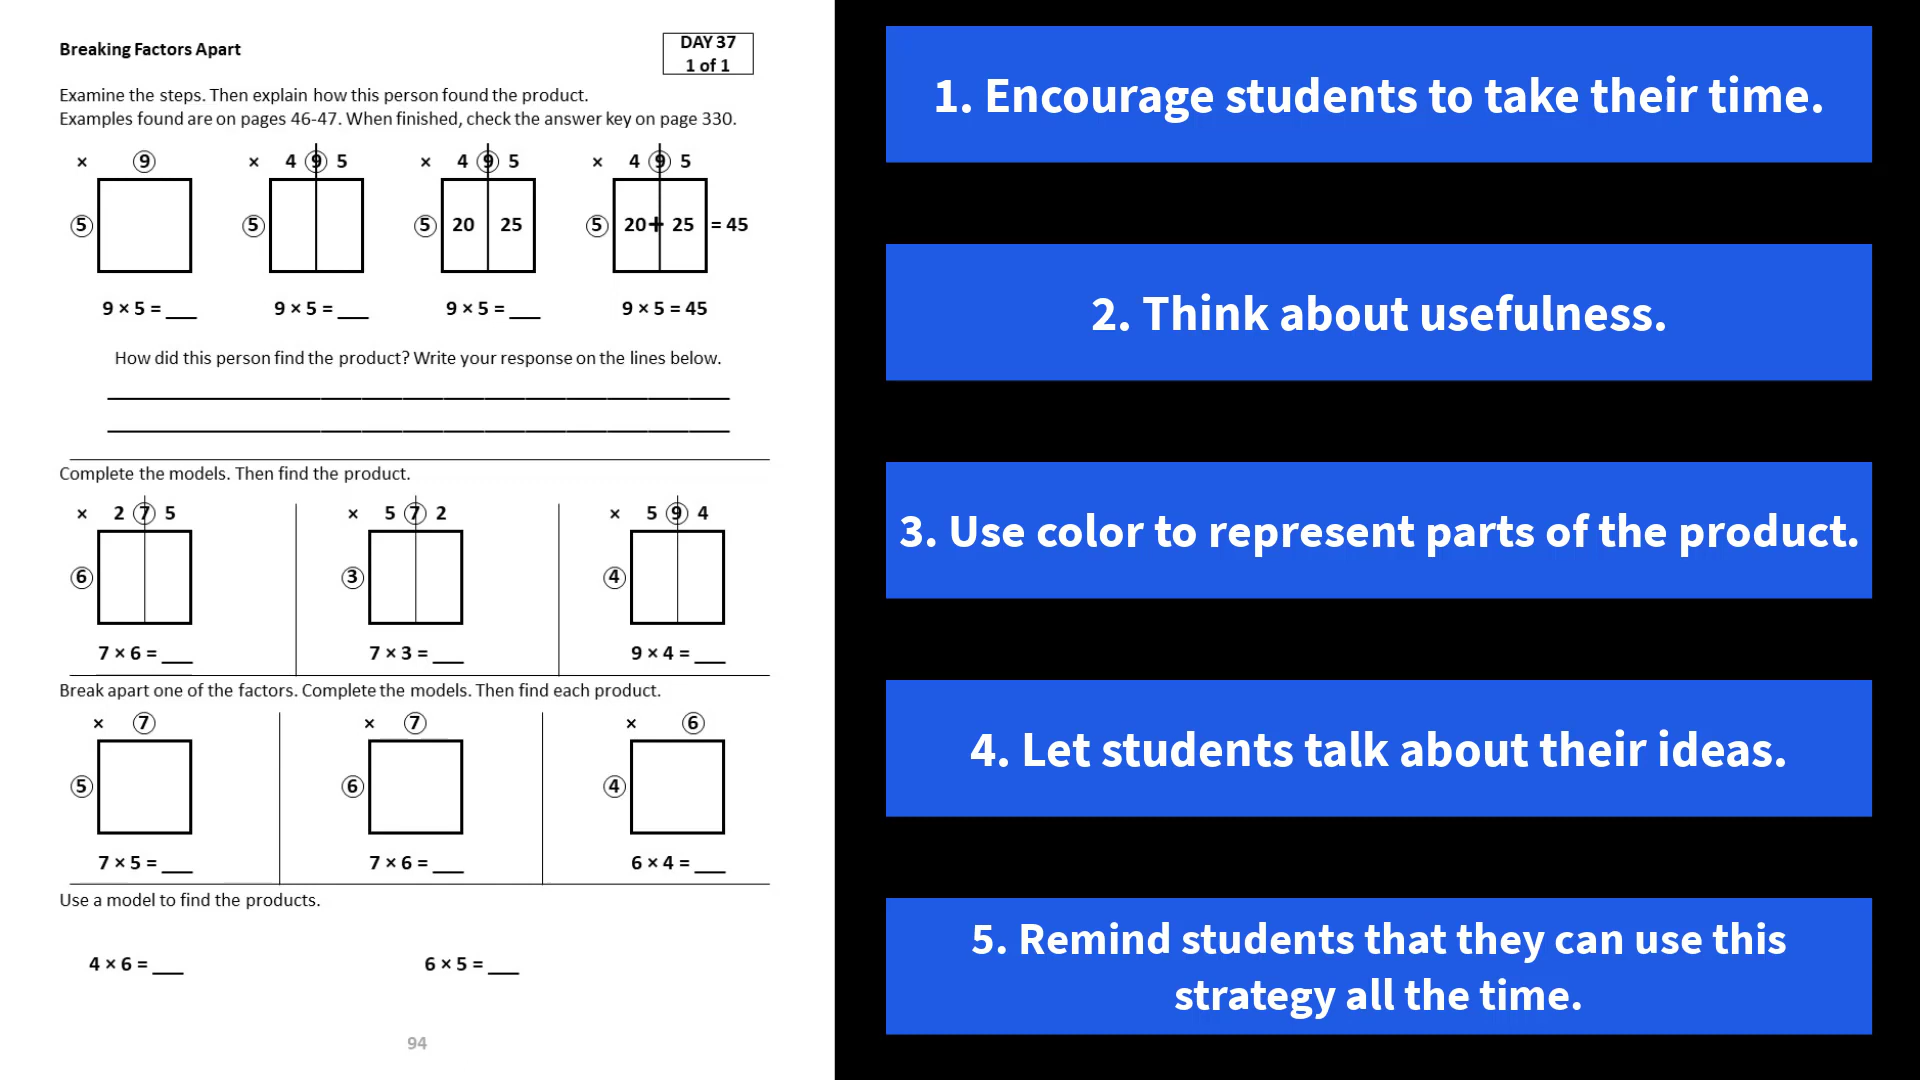 Breaking Factors Apart
DAY 37
1 of 1
Examine the steps. Then explain how this person found the product.
Examples found are on pages 46-47. When finished, check the answer key on page 330.
× 9 × 4 9 5 × 4 9 5 × 4 9 5
5 5 5 20 25 5 20+ 25 = 45
9 × 5 = ___ 9 × 5 = ___ 9 × 5 = ___ 9 × 5 = 45
How did this person find the product? Write your response on the lines below.
Complete the models. Then find the product.
× 2 7 5 × 5 7 2 × 5 9 4
6 3 4
7 × 6 = ___ 7 × 3 = ___ 9 × 4 = ___
Break apart one of the factors. Complete the models. Then find each product.
× 7 × 7 × 6
5 6 4
7 × 5 = ___ 7 × 6 = ___ 6 × 4 = ___
Use a model to find the products.
4 × 6 = ___ 6 × 5 = ___
94
1. Encourage students to take their time.
2. Think about usefulness.
3. Use color to represent parts of the product.
4. Let students talk about their ideas.
5. Remind students that they can use this
strategy all the time.